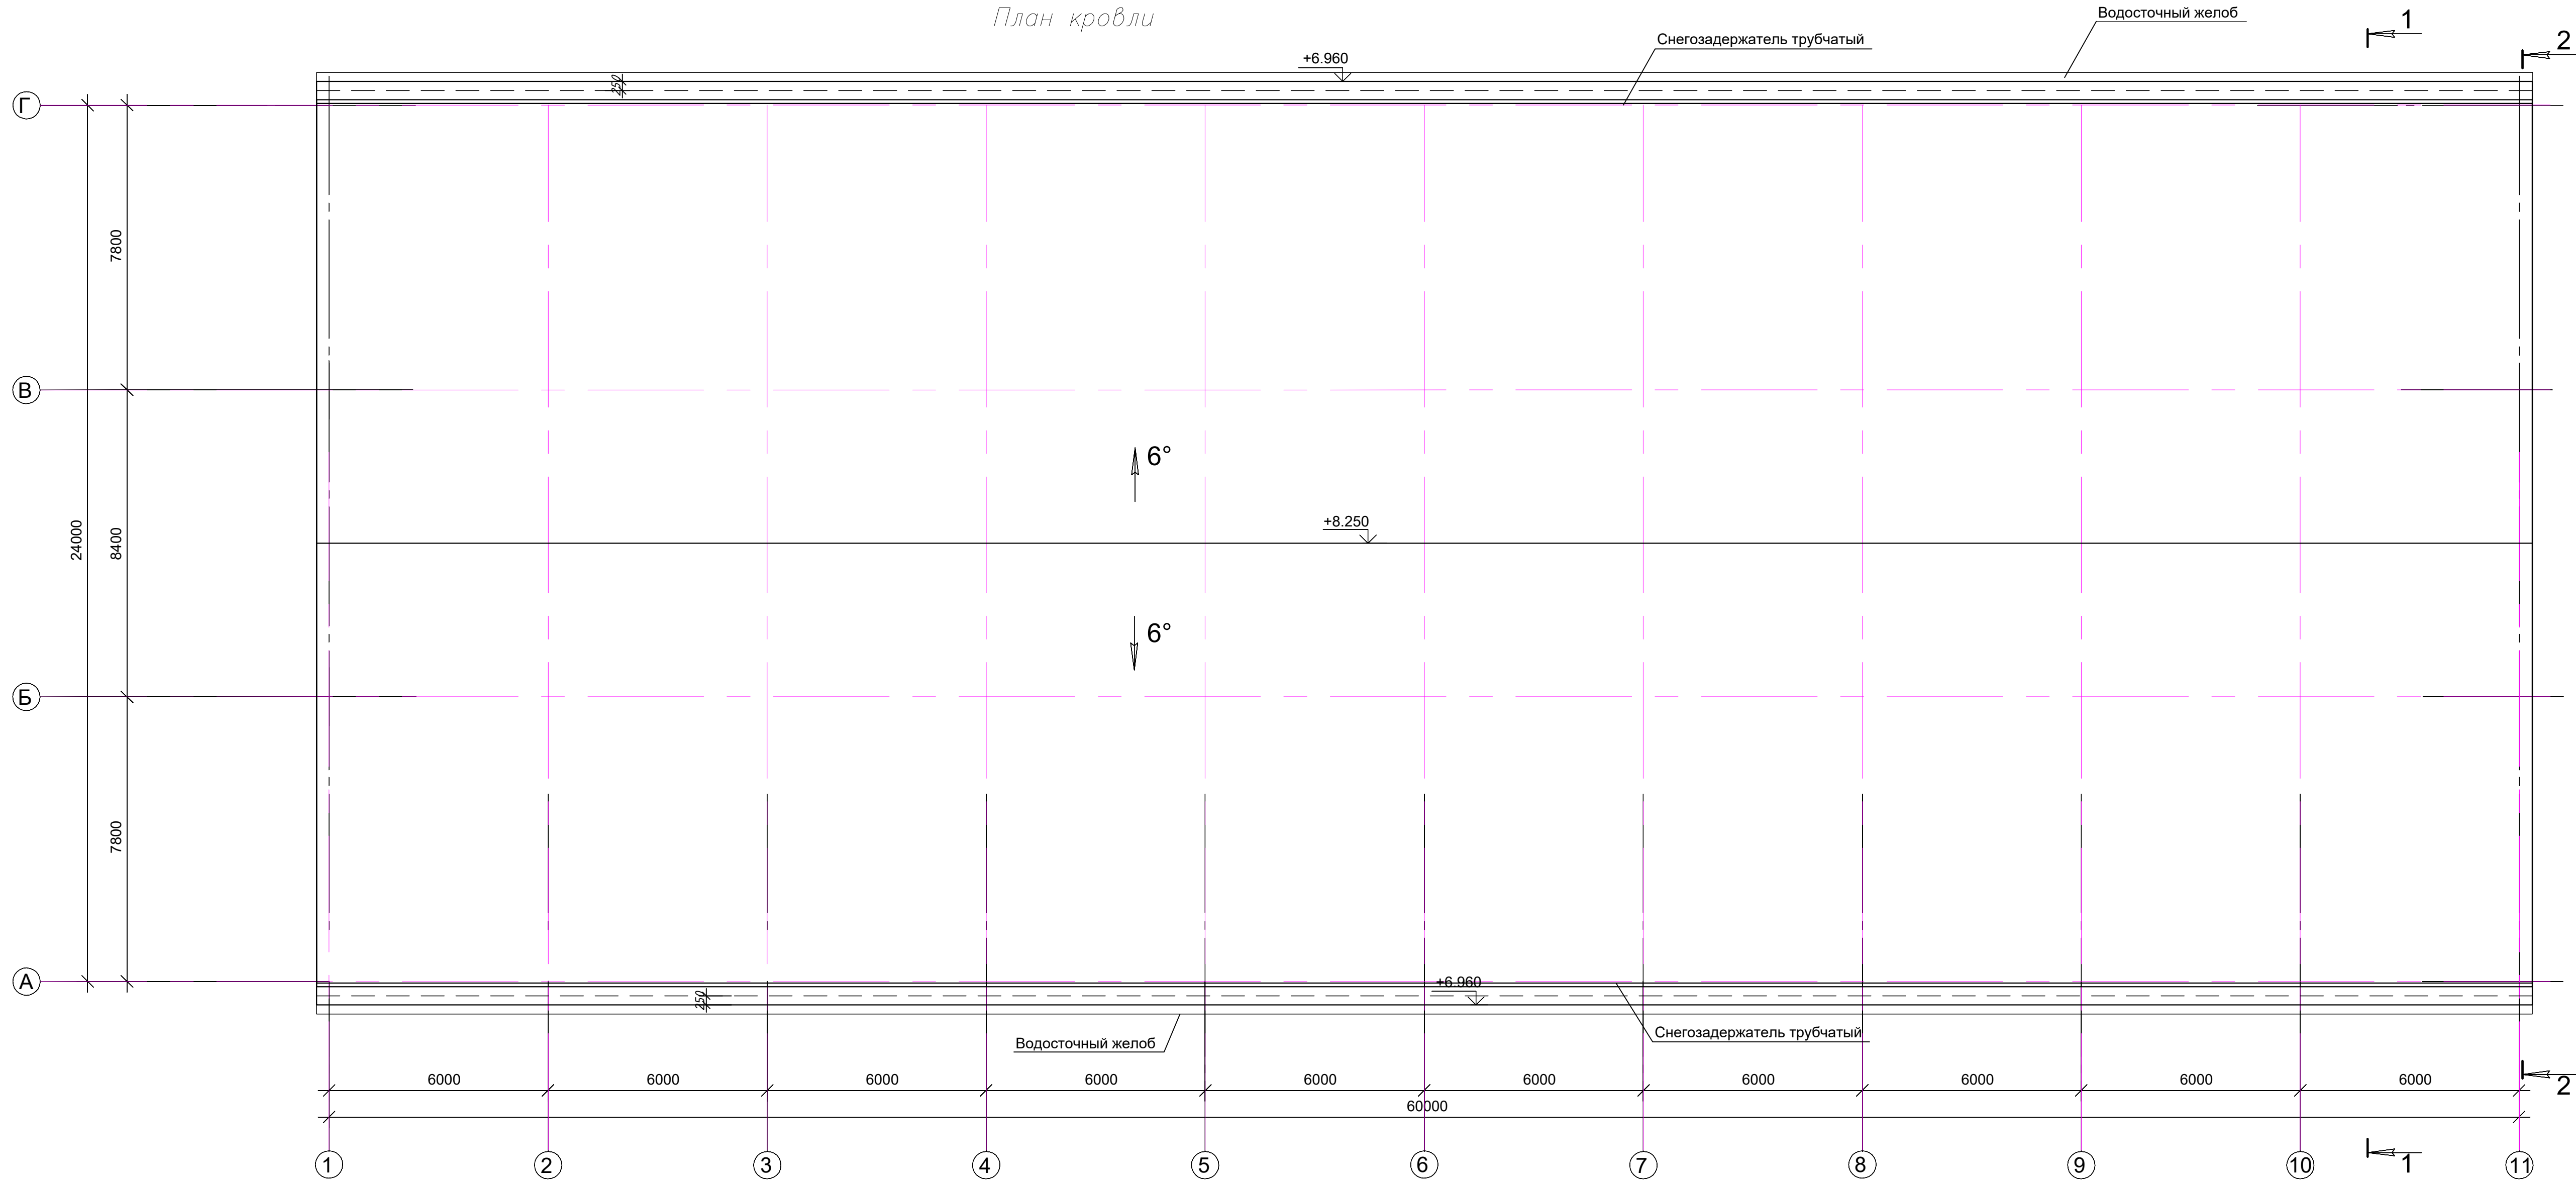 План кровли
Водосточный желоб
1
2
Снегозадержатель трубчатый
+6.960
250
Г
7800
В
6°
24000
8400
+8.250
6°
Б
7800
А
250
+6.960
Водосточный желоб
Снегозадержатель трубчатый
6000 6000 6000 6000 6000 6000 6000 6000 6000 6000
2
60000
1 2 3 4 5 6 7 8 9 10 1 11